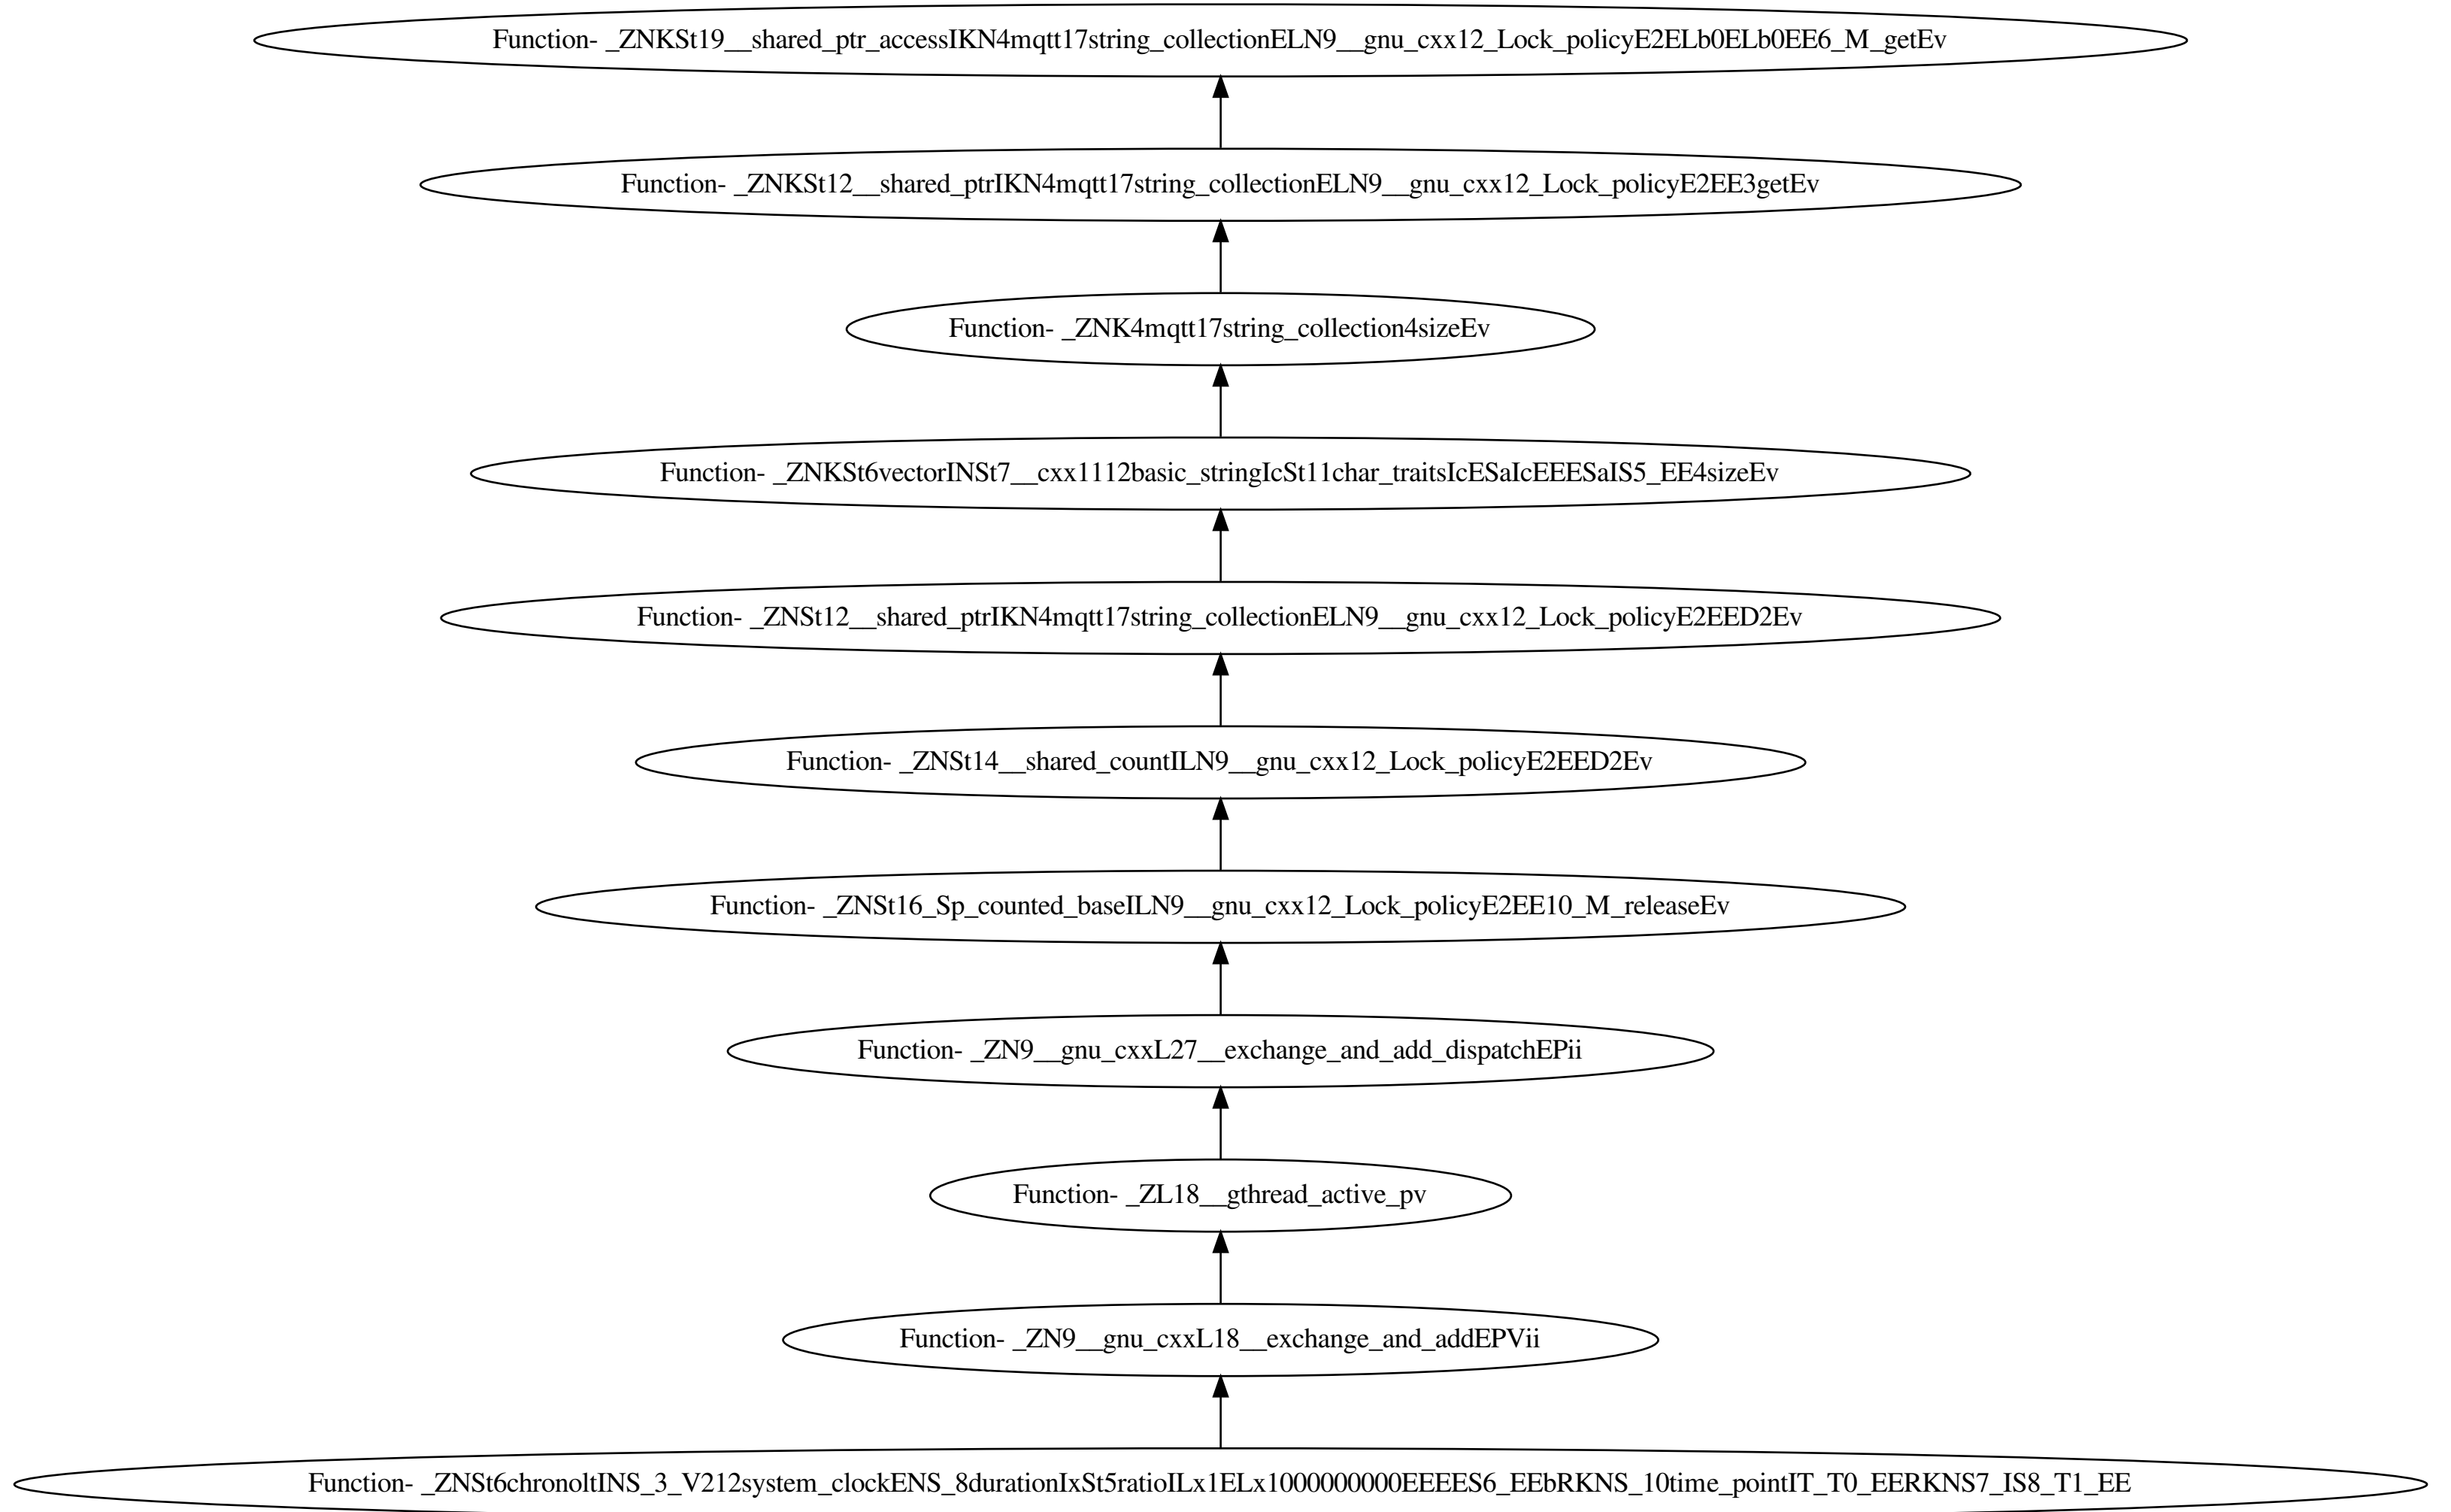 Function- _ZNKSt19__shared_ptr_accessIKN4mqtt17string_collectionELN9__gnu_cxx12_Lock_policyE2ELb0ELb0EE6_M_getEv
Function- _ZNKSt12__shared_ptrIKN4mqtt17string_collectionELN9__gnu_cxx12_Lock_policyE2EE3getEv
Function- _ZNK4mqtt17string_collection4sizeEv
Function- _ZNKSt6vectorINSt7__cxx1112basic_stringIcSt11char_traitsIcESaIcEEESaIS5_EE4sizeEv
Function- _ZNSt12__shared_ptrIKN4mqtt17string_collectionELN9__gnu_cxx12_Lock_policyE2EED2Ev
Function- _ZNSt14__shared_countILN9__gnu_cxx12_Lock_policyE2EED2Ev
Function- _ZNSt16_Sp_counted_baseILN9__gnu_cxx12_Lock_policyE2EE10_M_releaseEv
Function- _ZN9__gnu_cxxL27__exchange_and_add_dispatchEPii
Function- _ZL18__gthread_active_pv
Function- _ZN9__gnu_cxxL18__exchange_and_addEPVii
Function- _ZNSt6chronoltINS_3_V212system_clockENS_8durationIxSt5ratioILx1ELx1000000000EEEES6_EEbRKNS_10time_pointIT_T0_EERKNS7_IS8_T1_EE